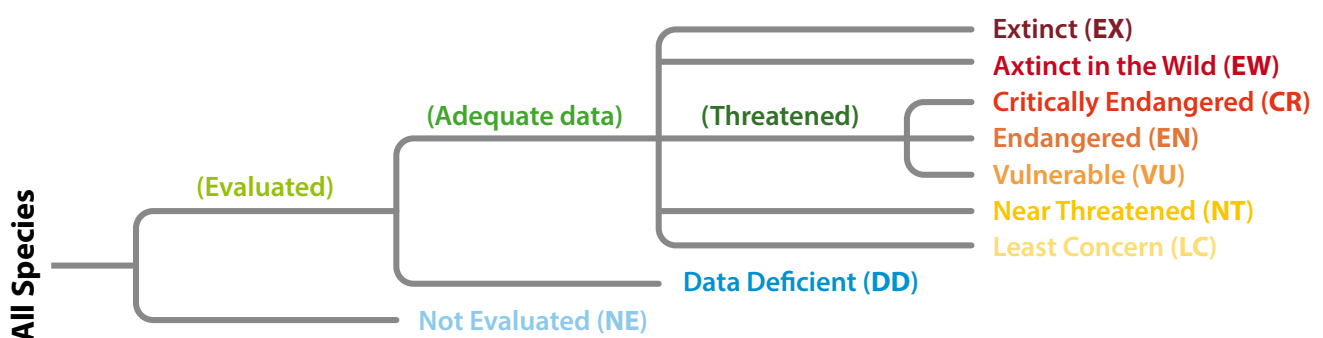 All Species
(Evaluated)
Not Evaluated (NE)
(Adequate data)
Data Deficient (DD)
(Threatened)
Extinct (EX)
Axtinct in the Wild (EW)
Critically Endangered (CR)
Endangered (EN)
Vulnerable (VU)
Near Threatened (NT)
Least Concern (LC)